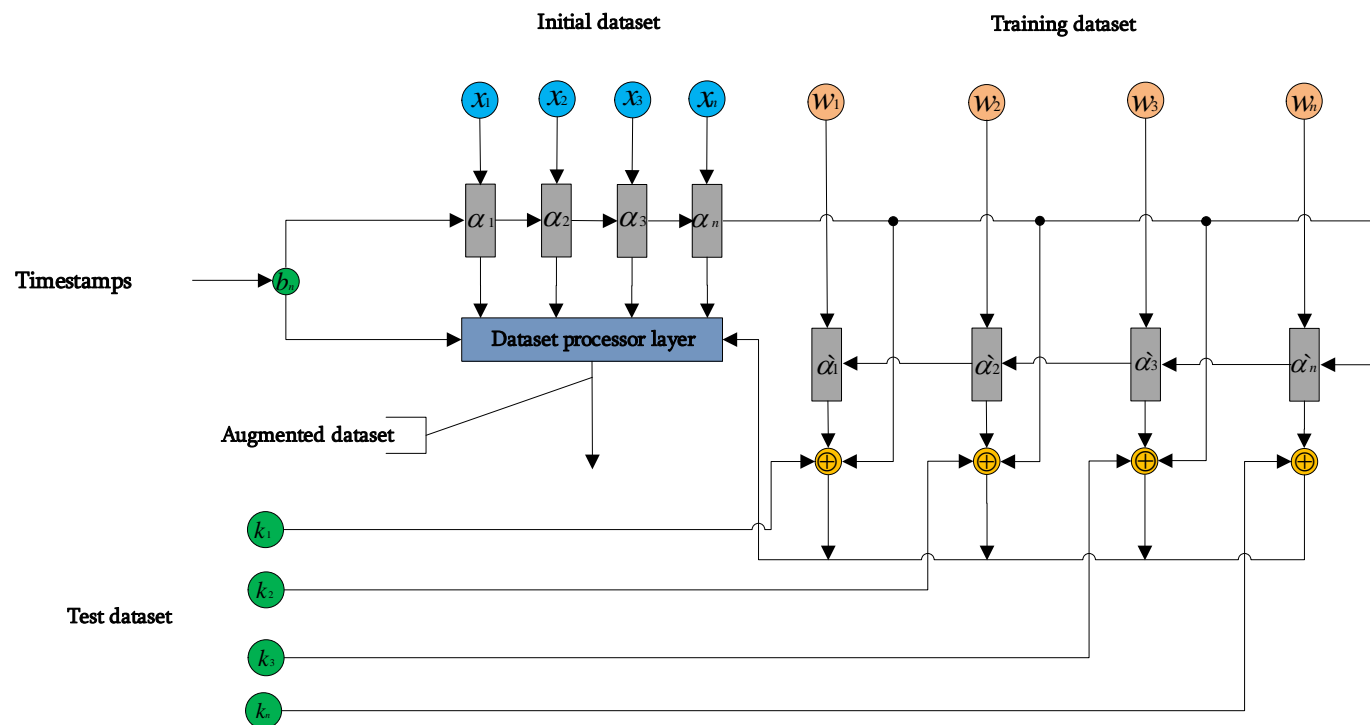 Initial dataset
Training dataset
x₁ x₂ x₃ xₙ w₁ w₂ w₃ wₙ
α₁ α₂ α₃ αₙ
Timestamps
bₙ
Dataset processor layer
ὰ₁ ὰ₂ ὰ₃ ὰₙ
Augmented dataset
k₁
k₂
Test dataset
k₃
kₙ